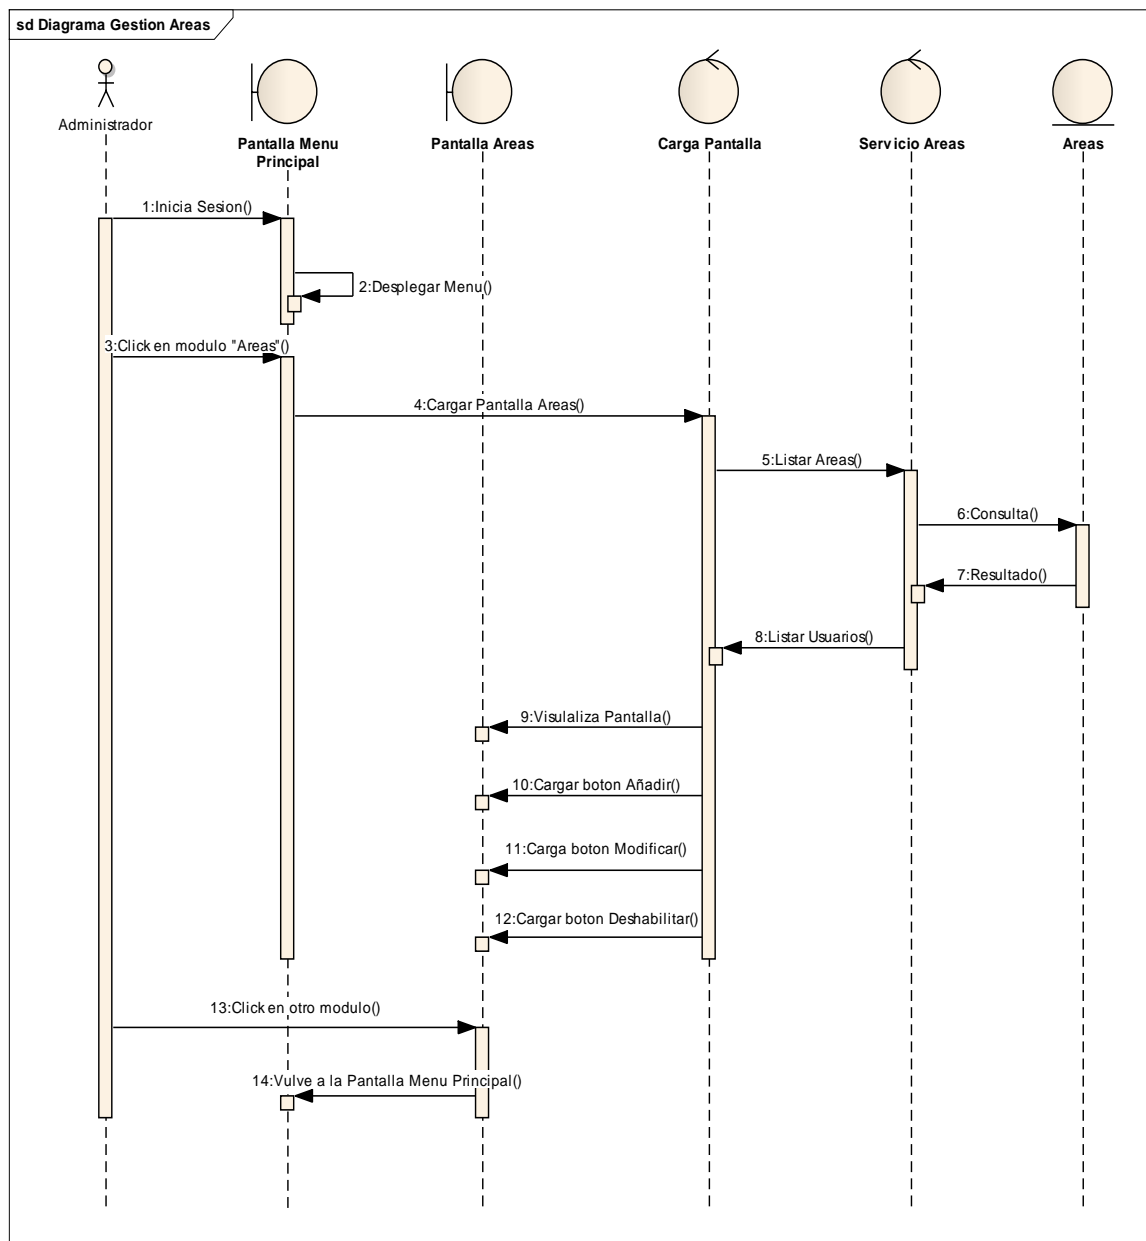 sd Diagrama Gestion Areas
Administrador
Pantalla Menu
Principal
Pantalla Areas
Carga Pantalla
Servicio Areas
Areas
1:Inicia Sesion()
2:Desplegar Menu()
3:Click en modulo "Areas"()
4:Cargar Pantalla Areas()
5:Listar Areas()
6:Consulta()
7:Resultado()
8:Listar Usuarios()
9:Visulaliza Pantalla()
10:Cargar boton Añadir()
11:Carga boton Modificar()
12:Cargar boton Deshabilitar()
13:Click en otro modulo()
14:Vulve a la Pantalla Menu Principal()